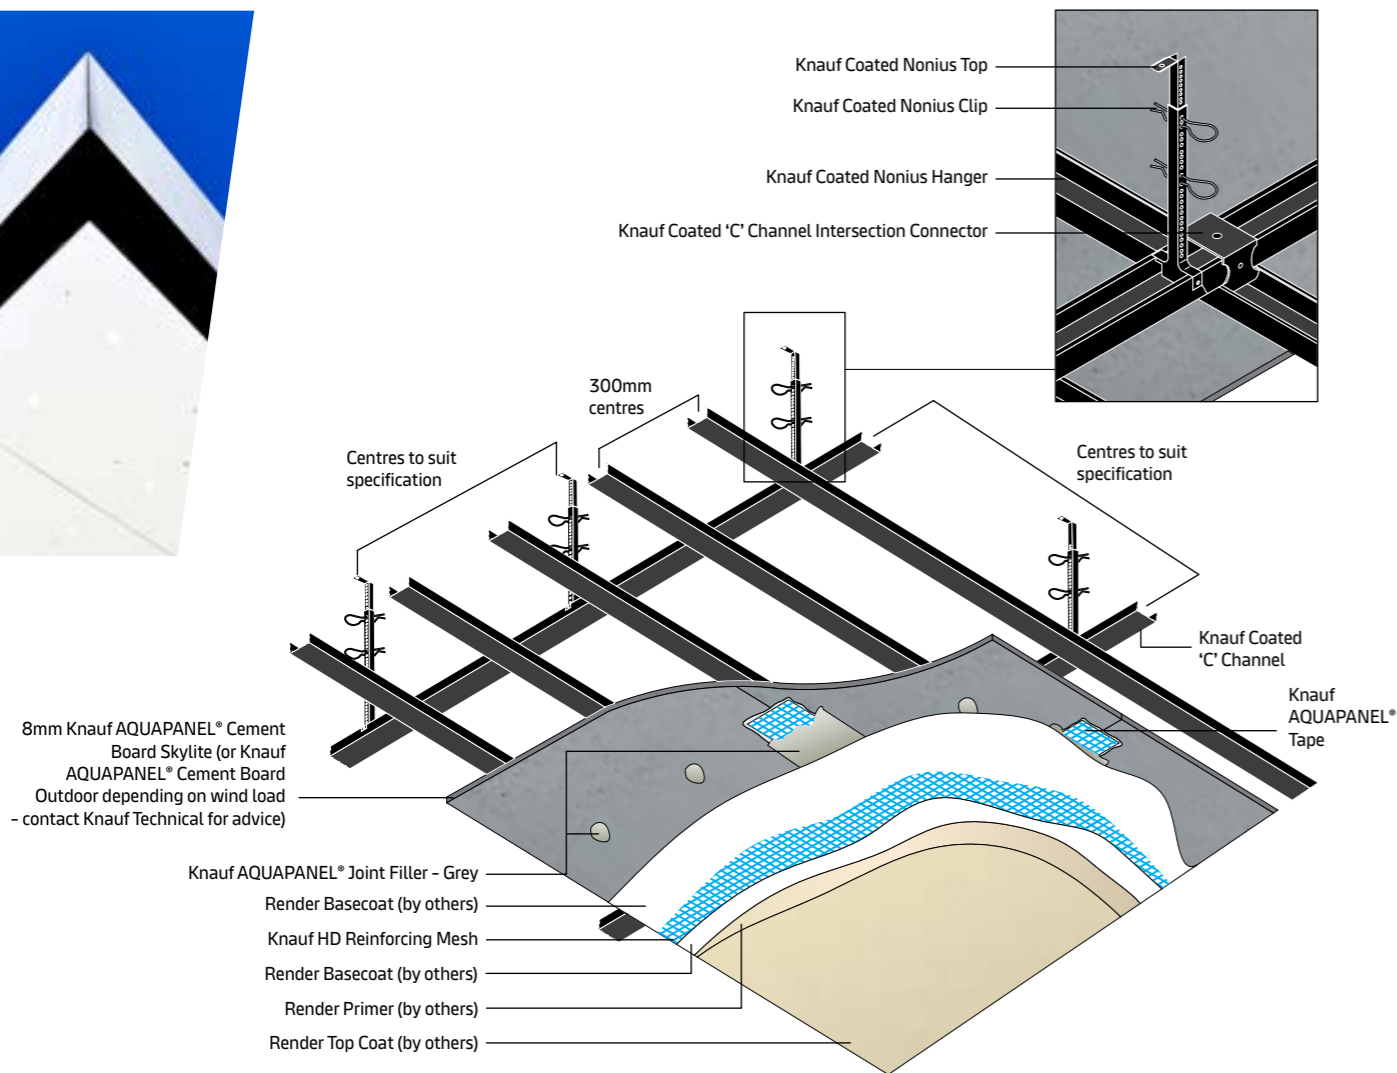 Knauf Coated Nonius Top
Knauf Coated Nonius Clip
Knauf Coated Nonius Hanger
Knauf Coated ‘C’ Channel Intersection Connector
300mm
centres
Centres to suit
specification
Centres to suit
specification
Knauf Coated
‘C’ Channel
Knauf
AQUAPANEL®
Tape
8mm Knauf AQUAPANEL® Cement
Board Skylite (or Knauf
AQUAPANEL® Cement Board
Outdoor depending on wind load
– contact Knauf Technical for advice)
Knauf AQUAPANEL® Joint Filler – Grey
Render Basecoat (by others)
Knauf HD Reinforcing Mesh
Render Basecoat (by others)
Render Primer (by others)
Render Top Coat (by others)